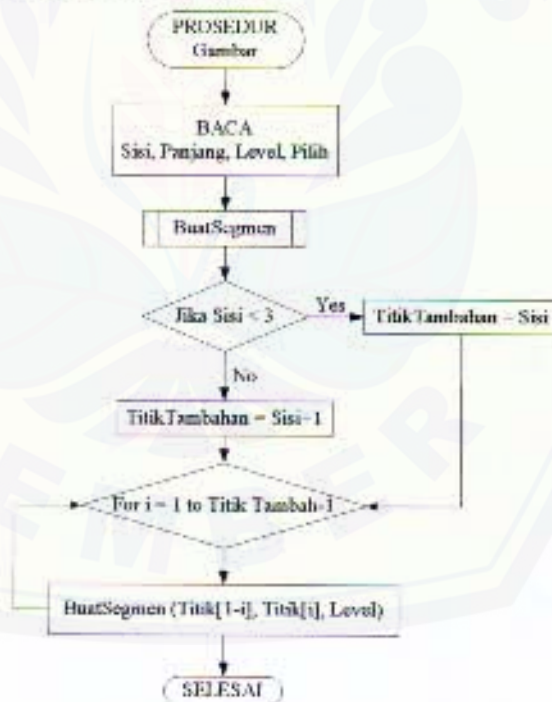 PROSEDUR
Gambar
BACA
Sisi, Panjang, Level, Pilih
BuatSegmen
Jika Sisi < 3
Yes
TitikTambahan = Sisi
No
TitikTambahan = Sisi+1
For i = 1 to Titik Tambah-1
BuatSegmen (Titik[1-i], Titik[i], Level)
SELESAI
JEMBER